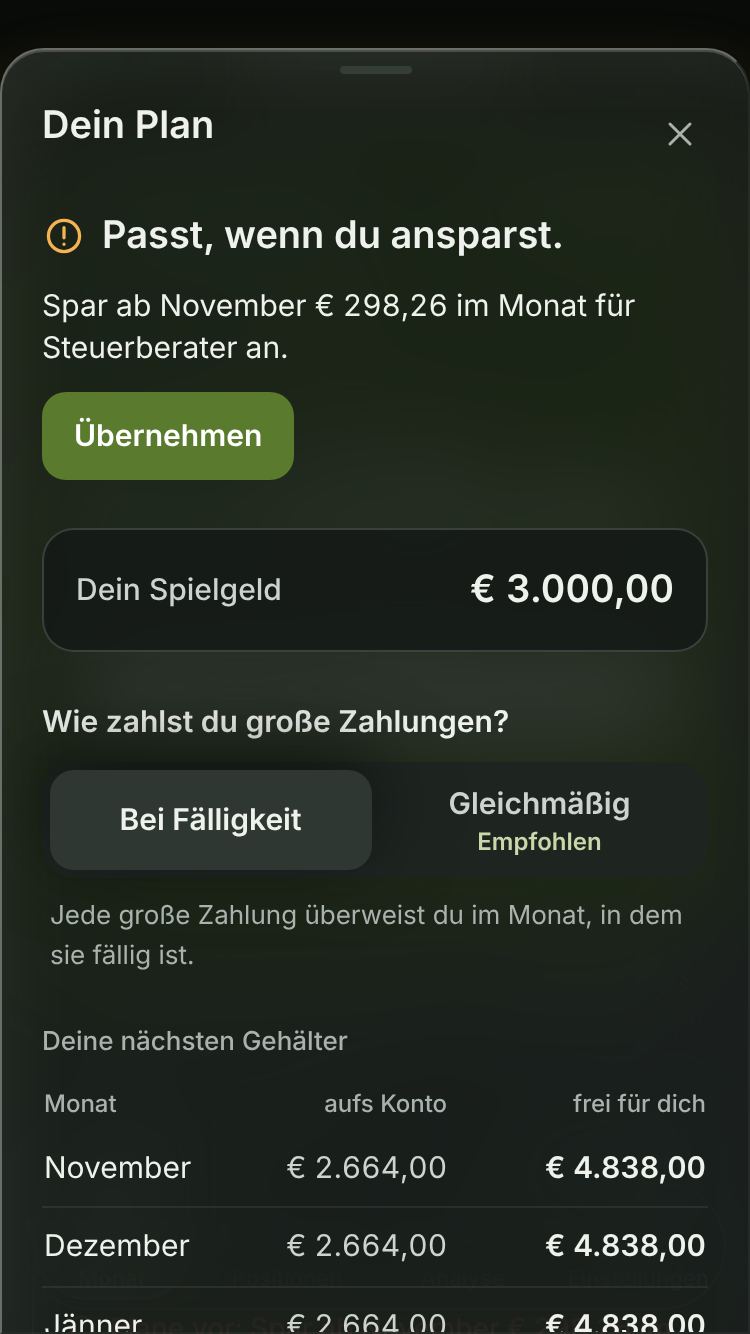 Dein Plan
Passt, wenn du ansparst.
Spar ab November € 298,26 im Monat für
Steuerberater an.
Übernehmen
Dein Spielgeld € 3.000,00
Wie zahlst du große Zahlungen?
Bei Fälligkeit
Gleichmäßig
Empfohlen
Jede große Zahlung überweist du im Monat, in dem
sie fällig ist.
Deine nächsten Gehälter
Monat aufs Konto frei für dich
November € 2.664,00 € 4.838,00
Dezember € 2.664,00 € 4.838,00
Jänner € 2.664,00 € 4.838,00